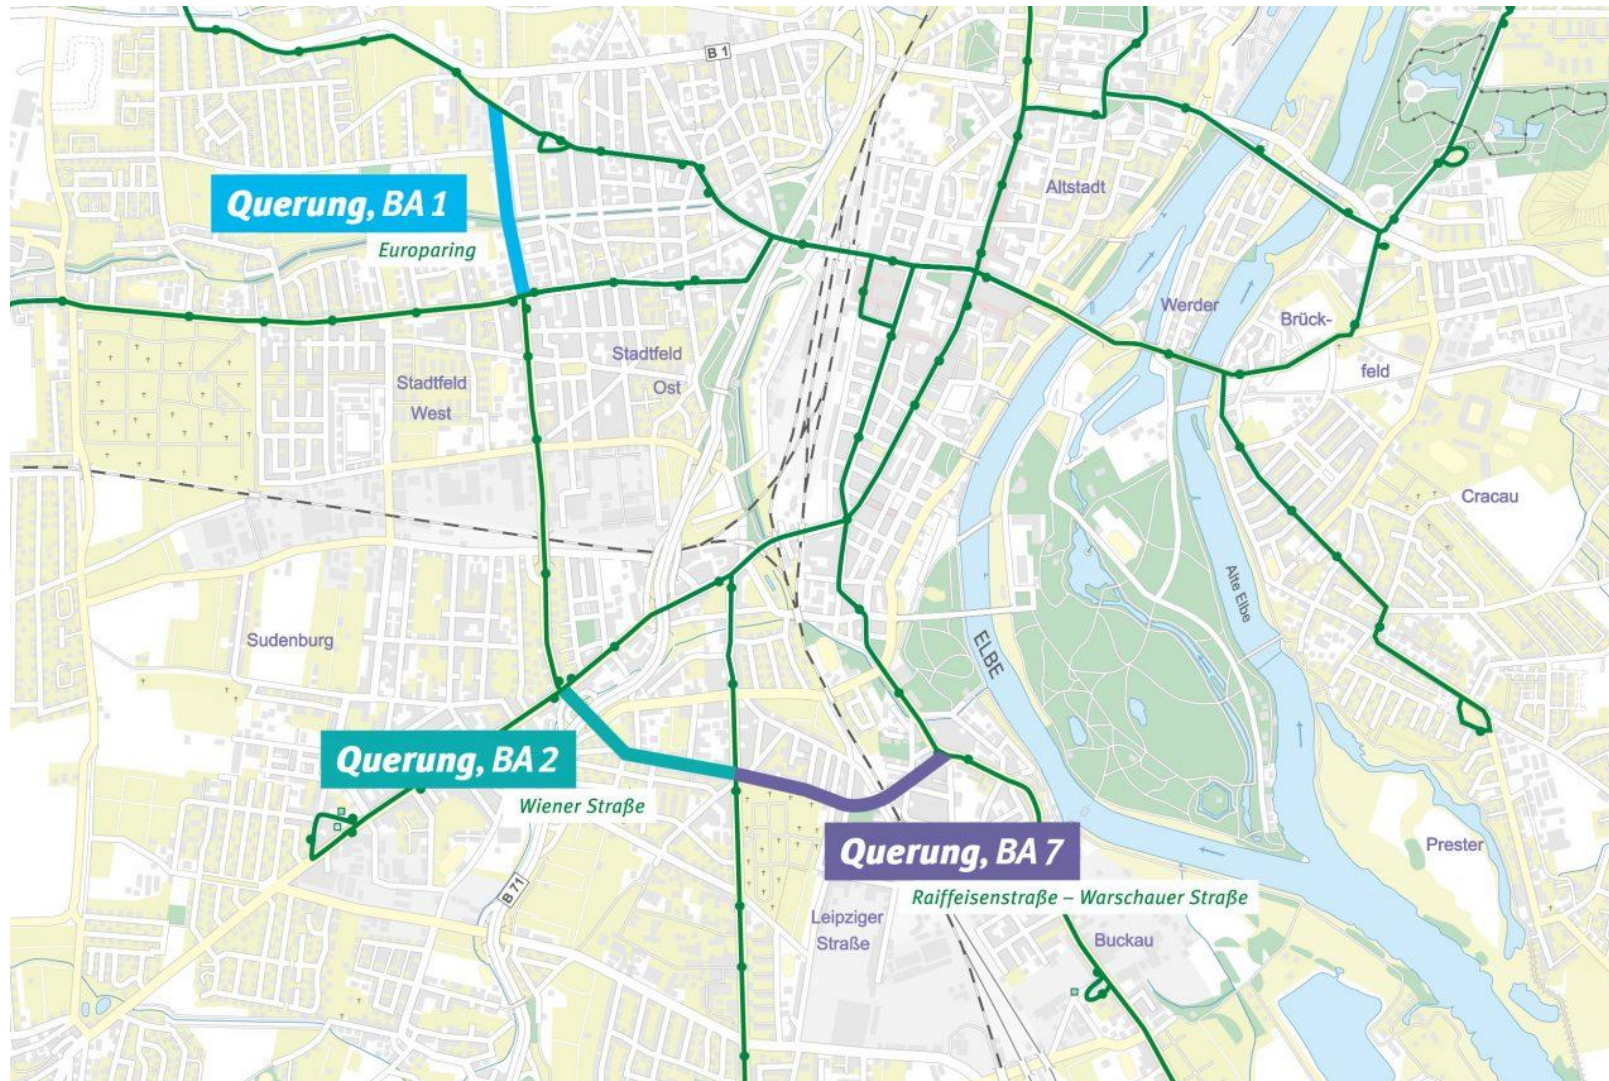 B 1
Altstadt
Querung, BA 1
Europaring
Werder
Brück-
feld
Stadtfeld
Ost
Stadtfeld
West
Cracau
Alte Elbe
Sudenburg
ELBE
Querung, BA 2
Wiener Straße
Querung, BA 7
Raiffeisenstraße – Warschauer Straße
Prester
B 71
Leipziger
Straße
Buckau